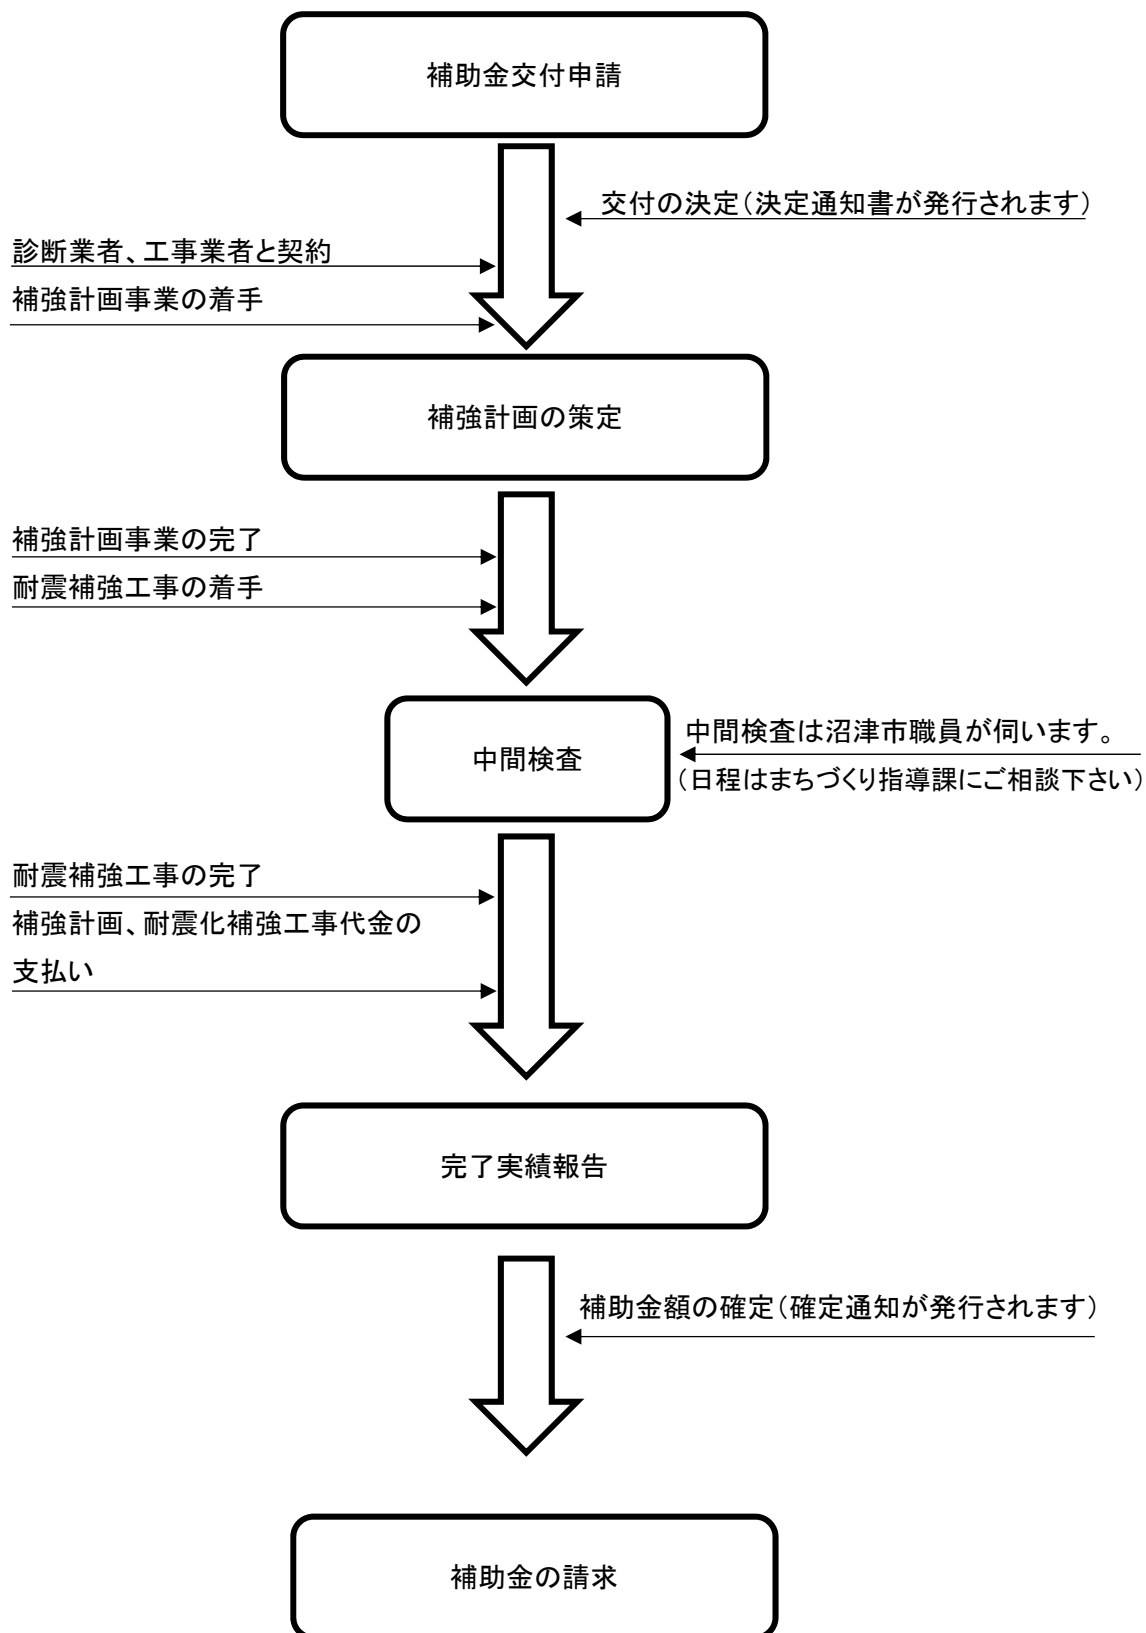 補助金交付申請
交付の決定(決定通知書が発行されます)
診断業者、工事業者と契約
補強計画事業の着手
補強計画の策定
補強計画事業の完了
耐震補強工事の着手
中間検査
中間検査は沼津市職員が伺います。
(日程はまちづくり指導課にご相談下さい)
耐震補強工事の完了
補強計画、耐震化補強工事代金の
支払い
完了実績報告
補助金額の確定(確定通知が発行されます)
補助金の請求